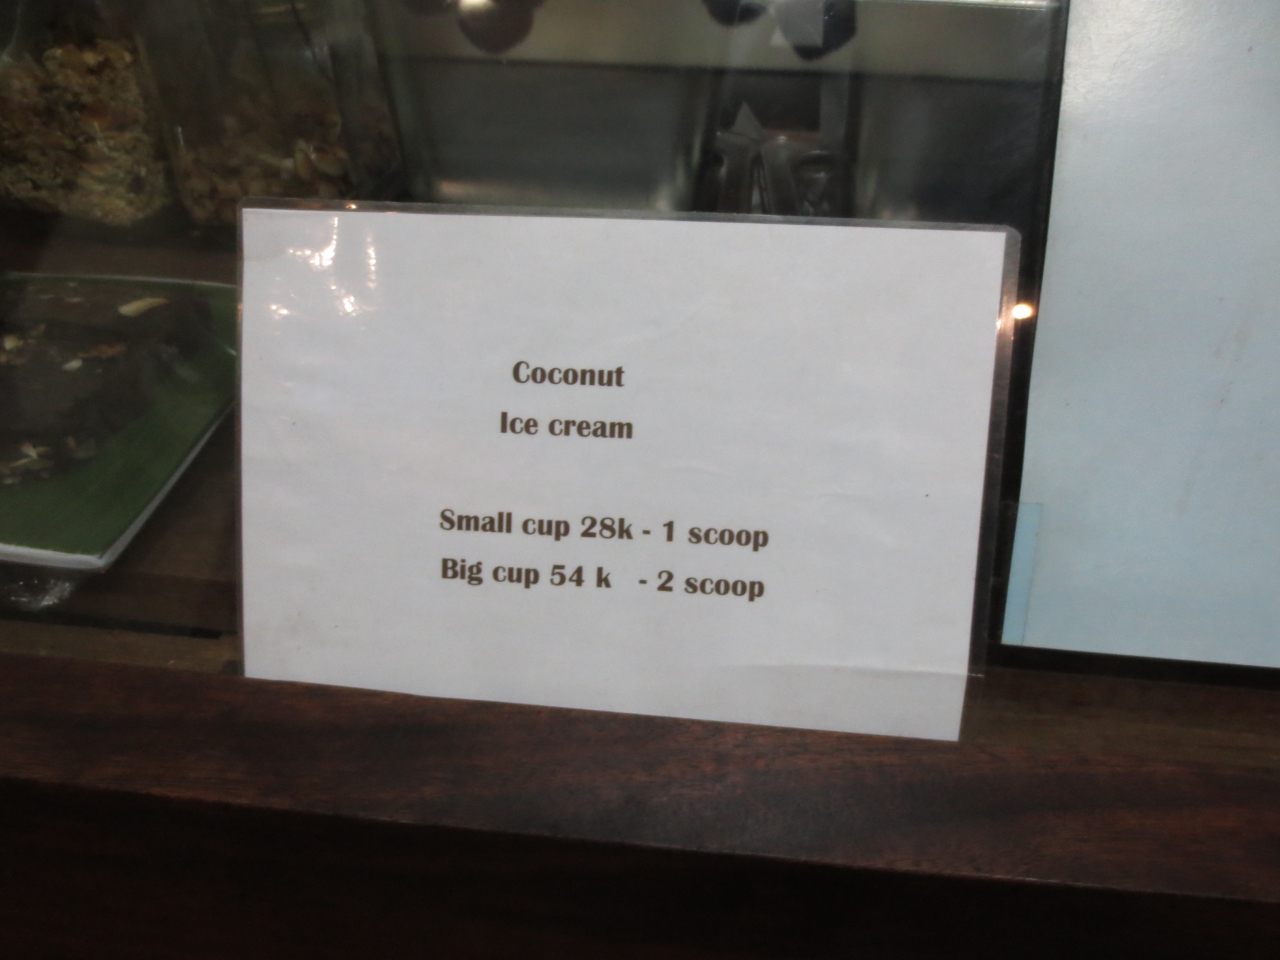 Coconut
Ice cream
Small cup 28k - 1 scoop
Big cup 54 k - 2 scoop